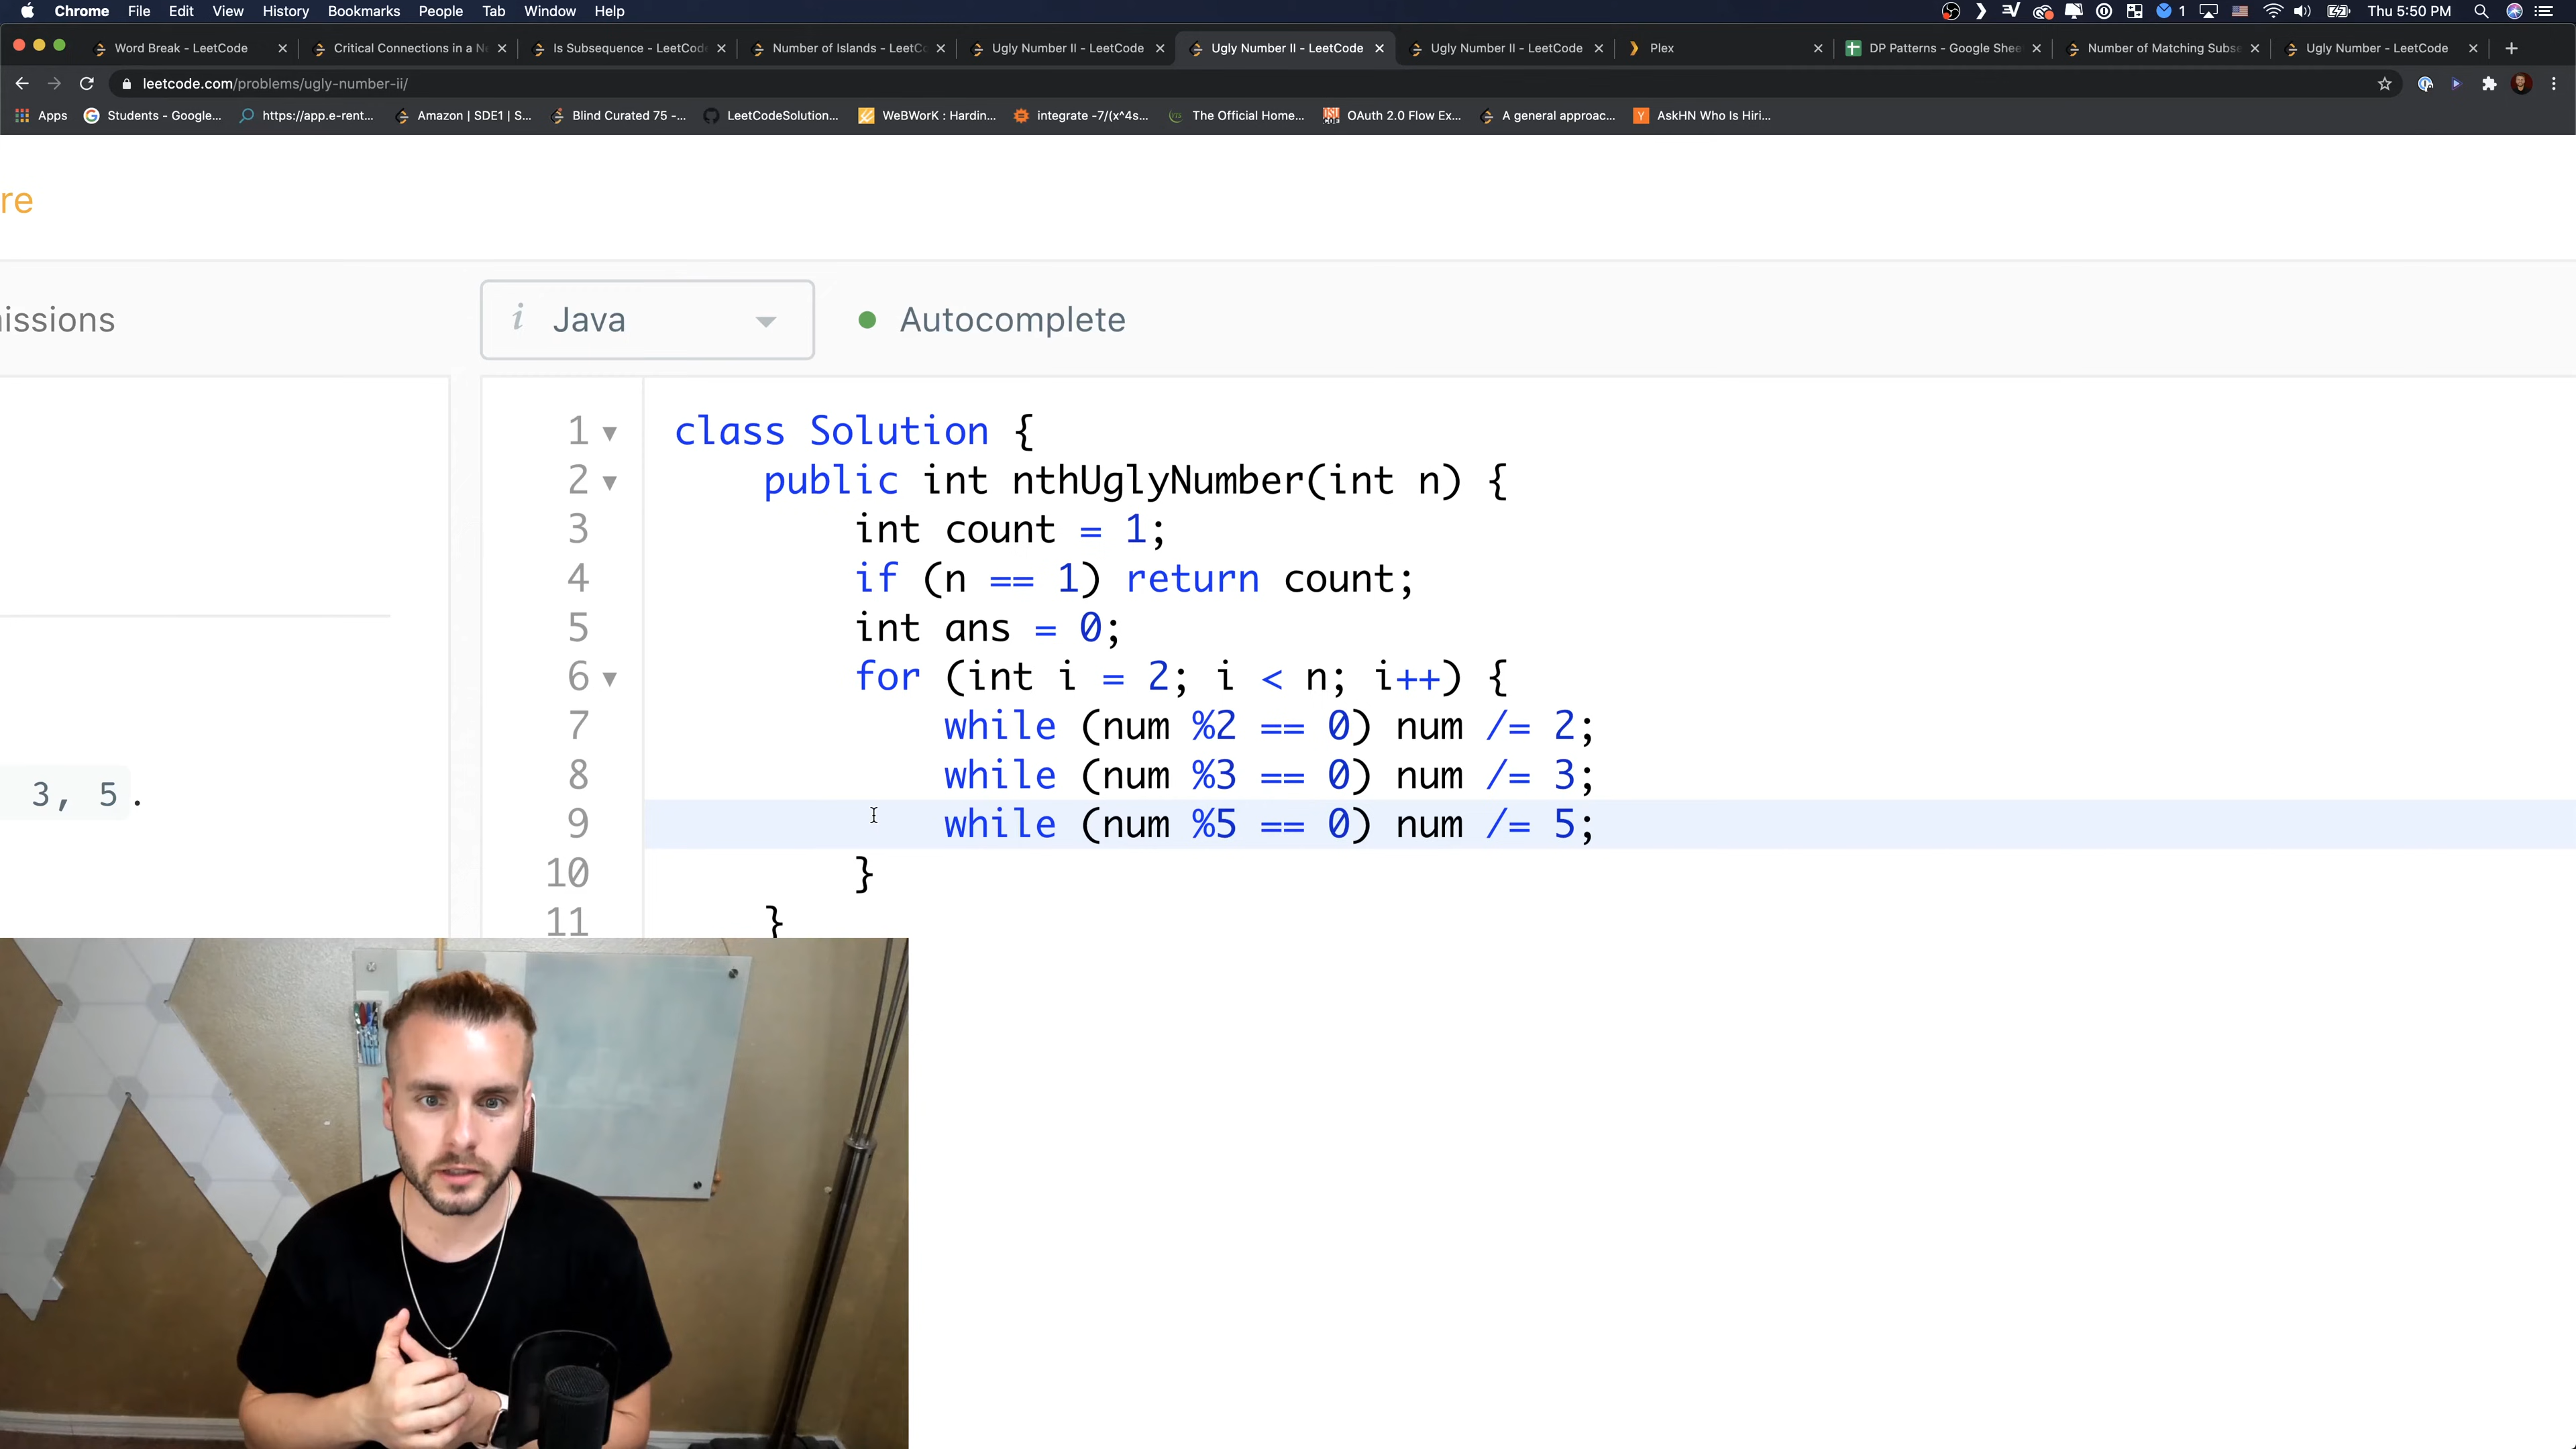 Chrome File Edit View History Bookmarks People Tab Window Help 1 Thu 5:50 PM
Word Break - LeetCode Critical Connections in a Ne Is Subsequence - LeetCode Number of Islands - LeetCo Ugly Number II - LeetCode Ugly Number II - LeetCode Ugly Number II - LeetCode Plex DP Patterns - Google Shee Number of Matching Subse Ugly Number - LeetCode
leetcode.com/problems/ugly-number-ii/
Apps Students - Google... https://app.e-rent... Amazon | SDE1 | S... Blind Curated 75 -... LeetCodeSolution... WeBWorK : Hardin... integrate -7/(x^4s... The Official Home... OAuth 2.0 Flow Ex... A general approac... AskHN Who Is Hiri...
re
issions
i Java
Autocomplete
3, 5.
1 class Solution {
2 public int nthUglyNumber(int n) {
3 int count = 1;
4 if (n == 1) return count;
5 int ans = 0;
6 for (int i = 2; i < n; i++) {
7 while (num %2 == 0) num /= 2;
8 while (num %3 == 0) num /= 3;
9 while (num %5 == 0) num /= 5;
10 }
11 }